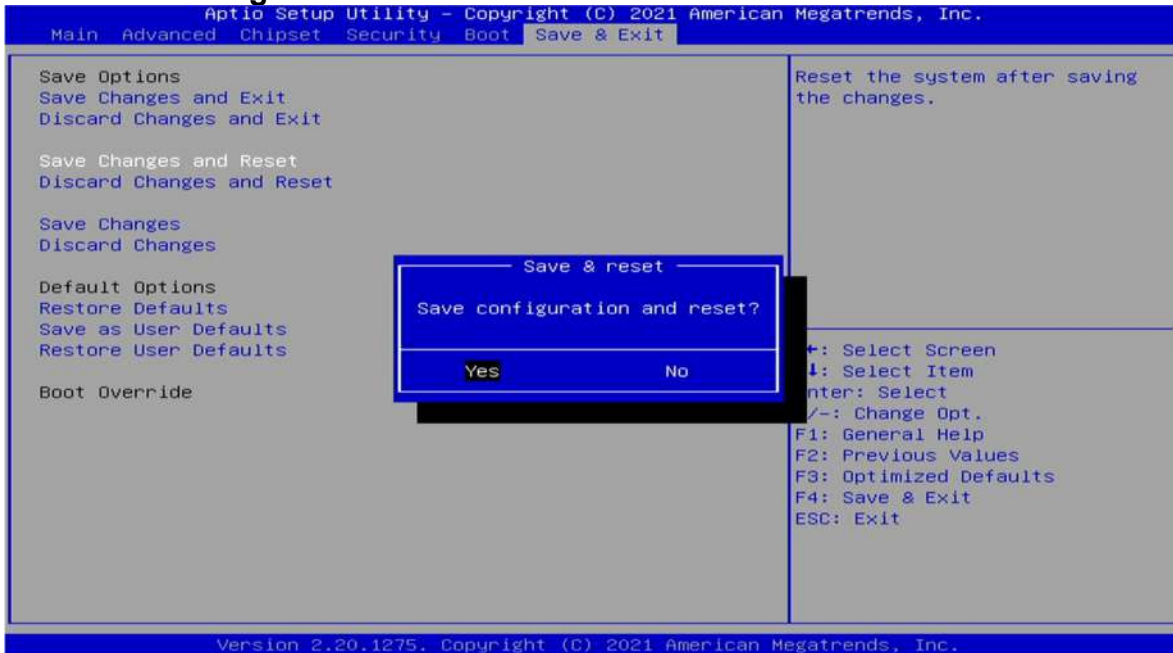 Aptio Setup Utility – Copyright (C) 2021 American Megatrends, Inc.
Main Advanced Chipset Security Boot Save & Exit
Save Options
Save Changes and Exit
Discard Changes and Exit
Save Changes and Reset
Discard Changes and Reset
Save Changes
Discard Changes
Default Options
Restore Defaults
Save as User Defaults
Restore User Defaults
Boot Override
Save & reset
Save configuration and reset?
Yes No
Reset the system after saving
the changes.
: Select Screen
: Select Item
nter: Select
/-: Change Opt.
F1: General Help
F2: Previous Values
F3: Optimized Defaults
F4: Save & Exit
ESC: Exit
Version 2.20.1275. Copyright (C) 2021 American Megatrends, Inc.